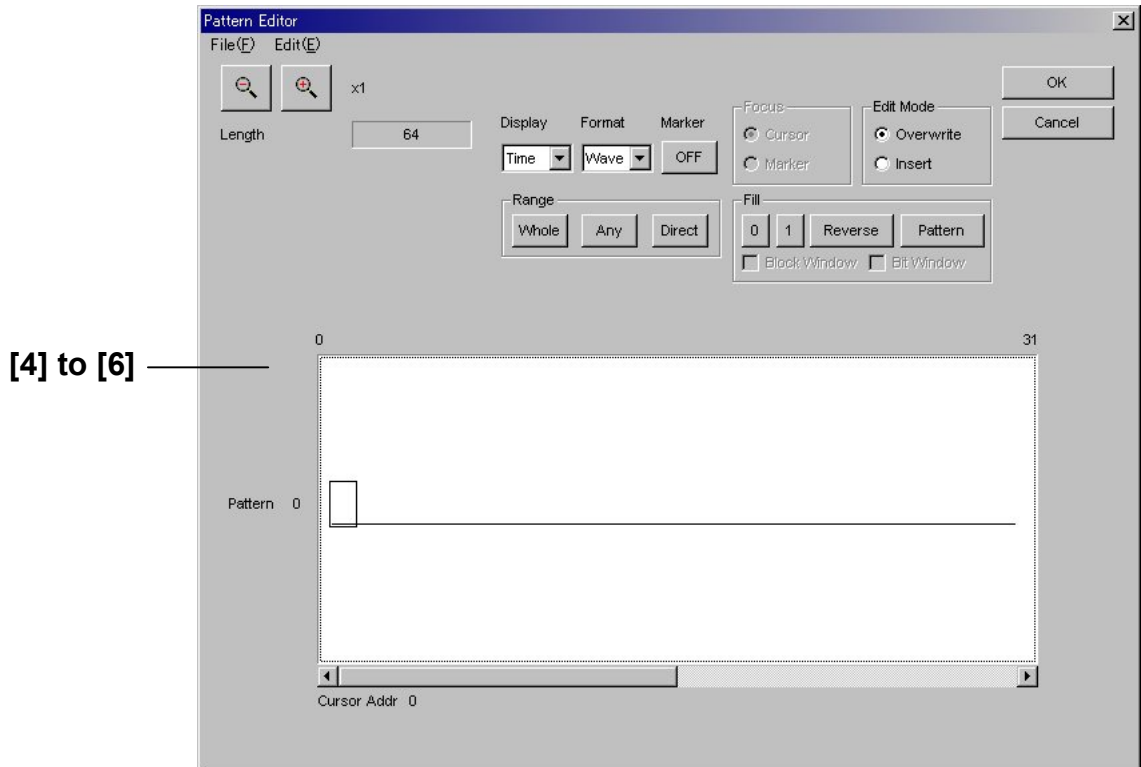 Pattern Editor
File(F) Edit(E)
x1
OK
Length 64
Display Format Marker
Time Wave OFF
Focus
Cursor
Marker
Edit Mode
Overwrite
Insert
Cancel
Range
Whole Any Direct
Fill
0 1 Reverse Pattern
Block Window Bit Window
0 31
[4] to [6]
Pattern 0
Cursor Addr 0